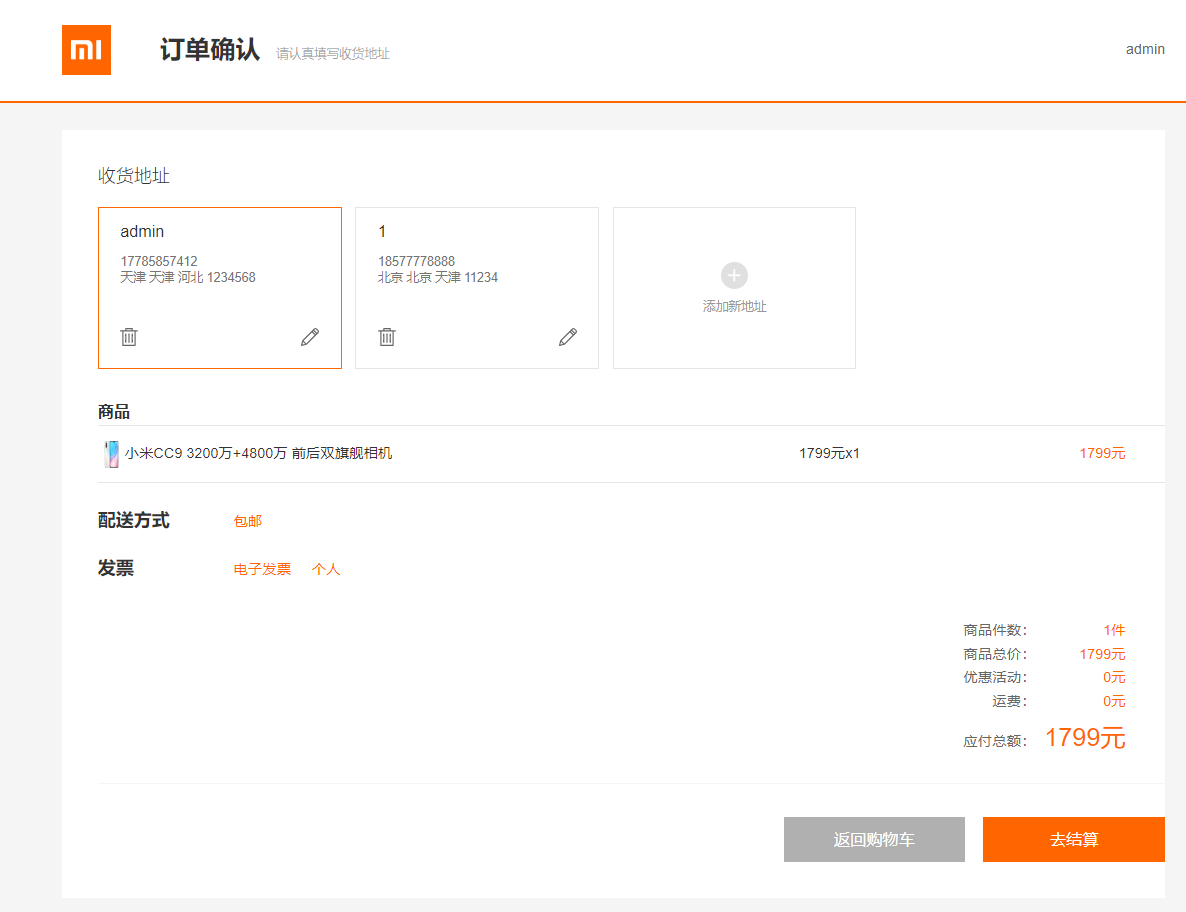 mi
订单确认 请认真填写收货地址 admin
收货地址
admin
17785857412
天津 天津 河北 1234568
1
18577778888
北京 北京 天津 11234
添加新地址
商品
小米CC9 3200万+4800万 前后双旗舰相机 1799元x1 1799元
配送方式 包邮
发票 电子发票 个人
商品件数： 1件
商品总价： 1799元
优惠活动： 0元
运费： 0元
应付总额： 1799元
返回购物车 去结算